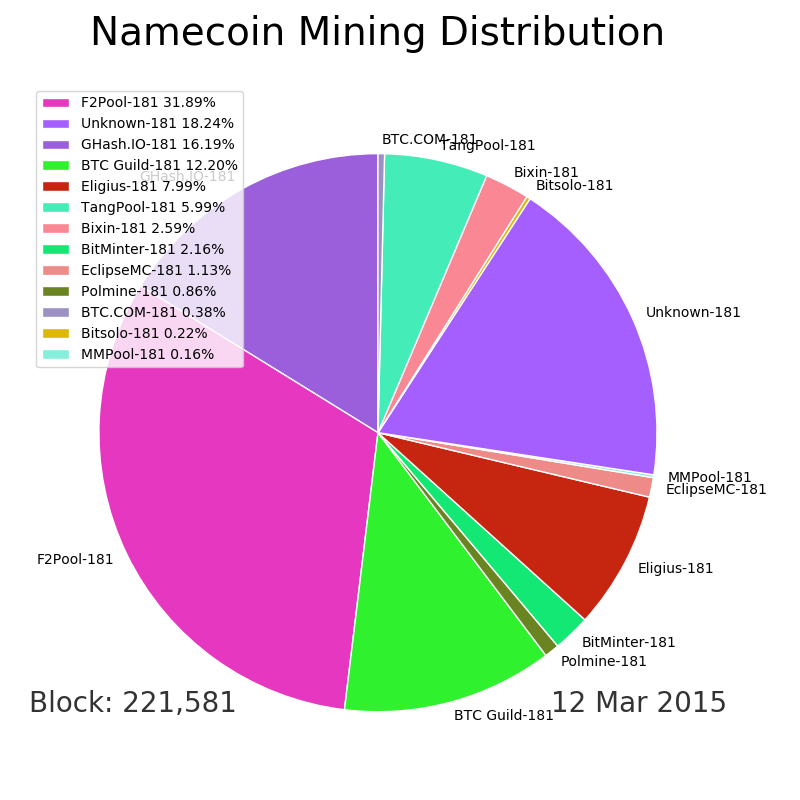 Namecoin Mining Distribution
F2Pool-181 31.89%
Unknown-181 18.24%
GHash.IO-181 16.19%
BTC Guild-181 12.20%
Eligius-181 7.99%
TangPool-181 5.99%
Bixin-181 2.59%
BitMinter-181 2.16%
EclipseMC-181 1.13%
Polmine-181 0.86%
BTC.COM-181 0.38%
Bitsolo-181 0.22%
MMPool-181 0.16%
GHash.IO-181
BTC.COM-181
TangPool-181
Bixin-181
Bitsolo-181
Unknown-181
MMPool-181
EclipseMC-181
Eligius-181
BitMinter-181
Polmine-181
BTC Guild-181
F2Pool-181
Block: 221,581
12 Mar 2015